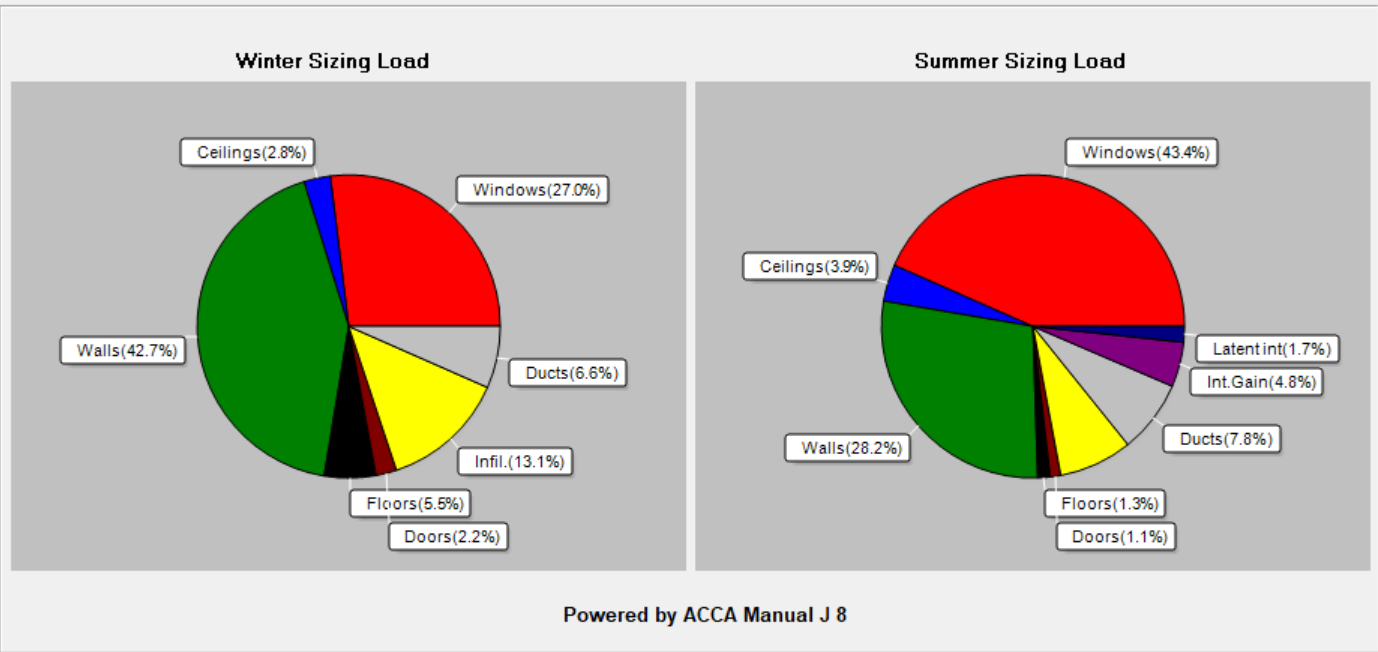 Winter Sizing Load
Ceilings(2.8%)
Windows(27.0%)
Walls(42.7%)
Ducts(6.6%)
Infil.(13.1%)
Floors(5.5%)
Doors(2.2%)
Summer Sizing Load
Windows(43.4%)
Ceilings(3.9%)
Latent int(1.7%)
Int.Gain(4.8%)
Ducts(7.8%)
Walls(28.2%)
Floors(1.3%)
Doors(1.1%)
Powered by ACCA Manual J 8